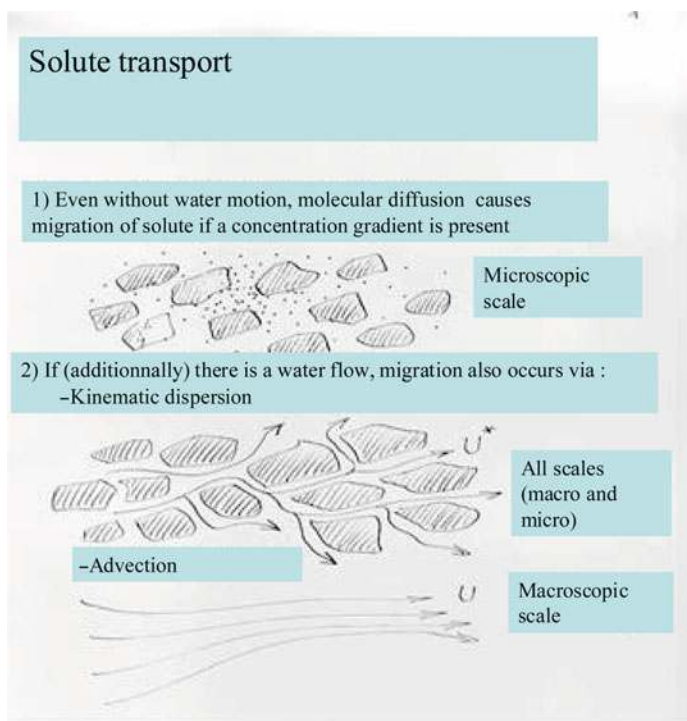 Solute transport
1) Even without water motion, molecular diffusion causes
migration of solute if a concentration gradient is present
Microscopic
scale
2) If (additionnally) there is a water flow, migration also occurs via :
–Kinematic dispersion
U*
All scales
(macro and
micro)
–Advection
U
Macroscopic
scale